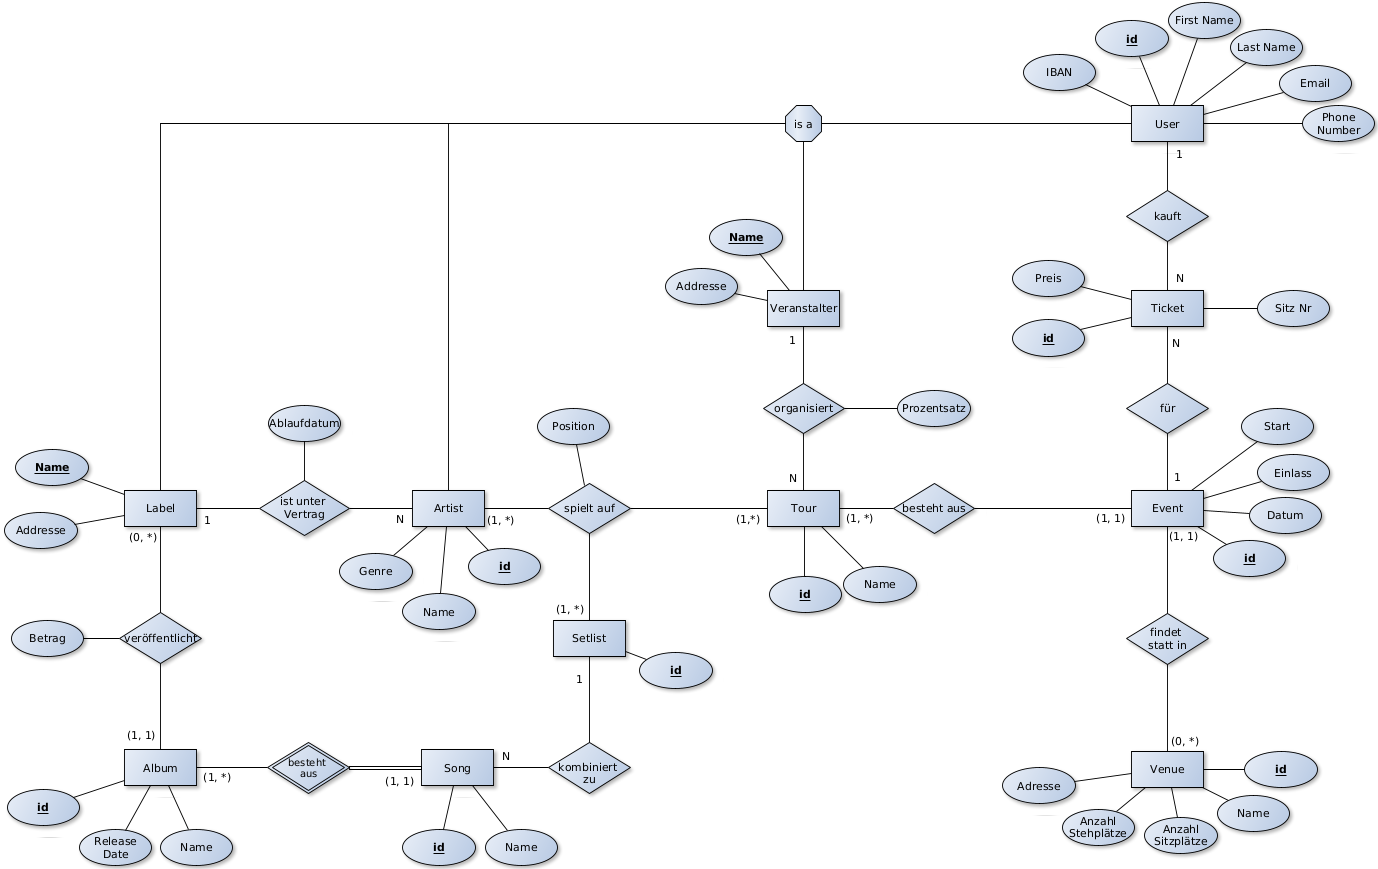 First Name
id
Last Name
IBAN
Email
is a
User
Phone
Number
1
kauft
Name
N
Addresse
Preis
Veranstalter
Ticket
Sitz Nr
id
1
N
Ablaufdatum
organisiert
Prozentsatz
für
Position
Start
Name
Einlass
N
1
ist unter
Vertrag
Label
Artist
spielt auf
Tour
besteht aus
Event
Datum
1
N
(1, *)
(1,*)
(1, *)
(1, 1)
Addresse
(0, *)
(1, 1)
id
Genre
id
id
Name
Name
(1, *)
Betrag
veröffentlicht
Setlist
findet
statt in
id
1
(1, 1)
N
(0, *)
Album
besteht
aus
Song
kombiniert
zu
Venue
id
(1, *)
(1, 1)
Adresse
id
Name
Anzahl
Stehplätze
Anzahl
Sitzplätze
Release
Date
Name
id
Name